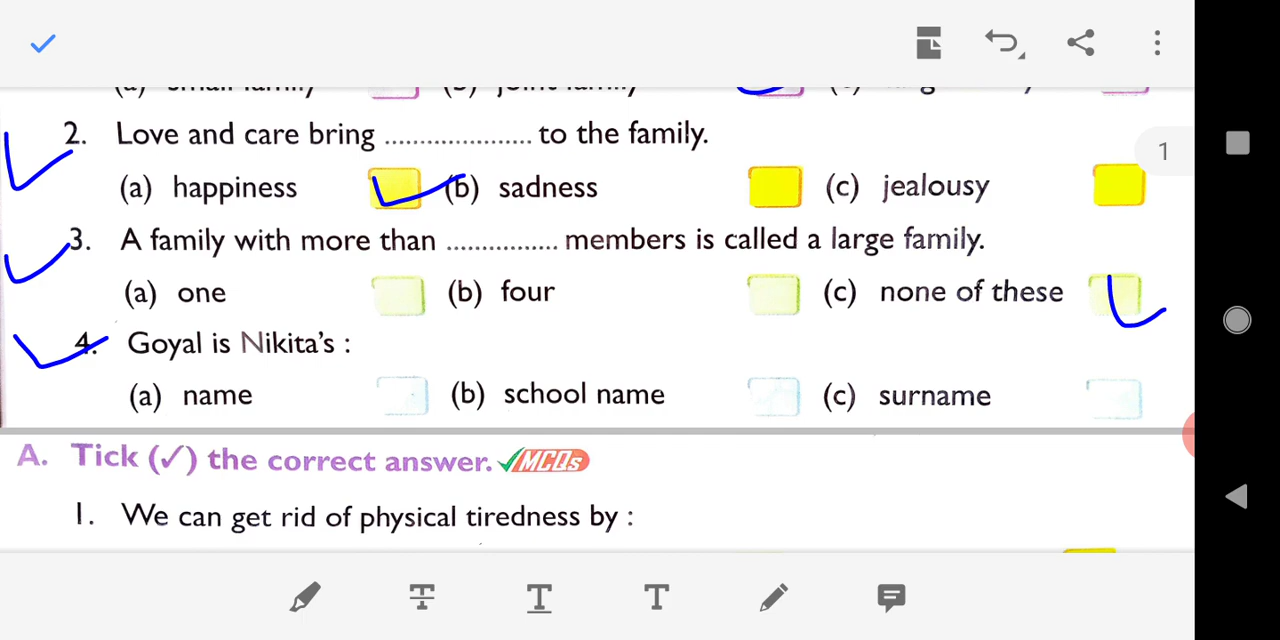 2. Love and care bring .................... to the family.
1
(a) happiness (b) sadness (c) jealousy
3. A family with more than ............... members is called a large family.
(a) one (b) four (c) none of these
4. Goyal is Nikita's :
(a) name (b) school name (c) surname
A. Tick (✓) the correct answer. ✓MCQs
1. We can get rid of physical tiredness by :
T T T